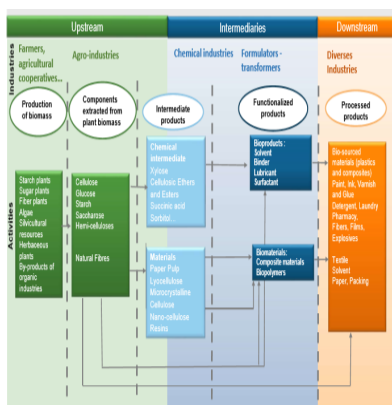 Upstream
Intermediaries
Downstream
Industries
Farmers,
agricultural
cooperatives...
Agro-industries
Chemical industries
Formulators -
transformers
Diverses
Industries
Production
of biomass
Components
extracted from
plant biomass
Intermediate
products
Functionalized
products
Processed
products
Activities
Starch plants
Sugar plants
Fiber plants
Algae
Silvicultural
resources
Herbaceous
plants
By-products of
organic
industries
Cellulose
Glucose
Starch
Saccharose
Hemi-celluloses
Natural Fibres
Chemical
intermediate
Xylose
Cellulosic Ethers
and Esters
Succinic acid
Sorbitol...
Materials
Paper Pulp
Lyocellulose
Microcrystalline
Cellulose
Nano-cellulose
Resins
Bioproducts :
Solvent
Binder
Lubricant
Surfactant
Biomaterials:
Composite materials
Biopolymers
Bio-sourced
materials (plastics
and composites)
Paint, Ink, Varnish
and Glue
Detergent, Laundry
Pharmacy,
Fibers, Films,
Explosives
Textile
Solvent
Paper, Packing